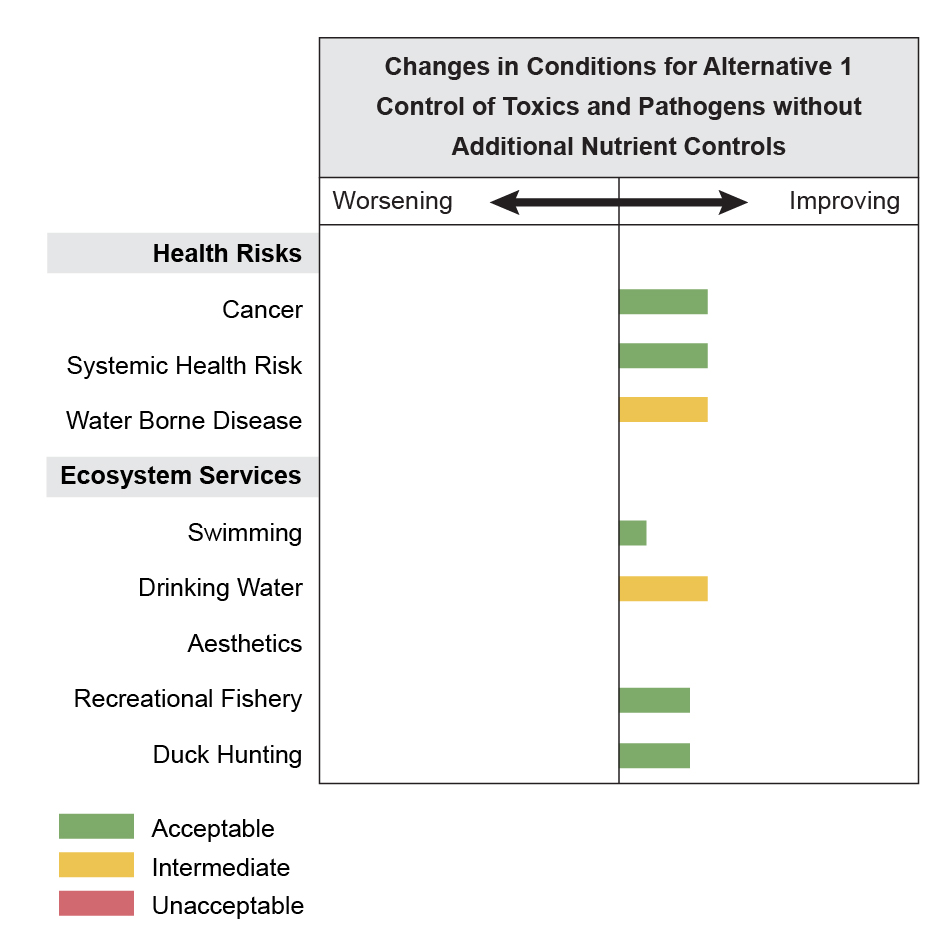 Changes in Conditions for Alternative 1
Control of Toxics and Pathogens without
Additional Nutrient Controls
Worsening
Improving
Health Risks
Cancer
Systemic Health Risk
Water Borne Disease
Ecosystem Services
Swimming
Drinking Water
Aesthetics
Recreational Fishery
Duck Hunting
Acceptable
Intermediate
Unacceptable